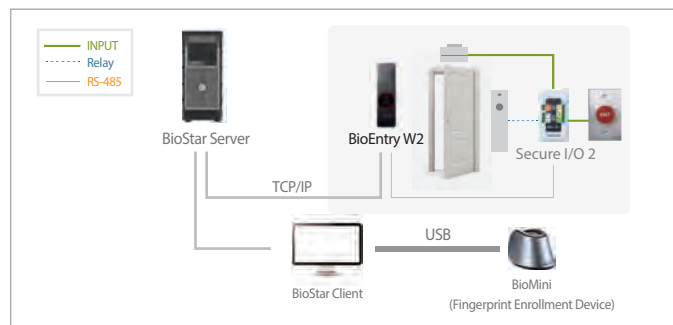 INPUT
Relay
RS-485
BioStar Server
BioEntry W2
Secure I/O 2
EXIT
TCP/IP
USB
BioStar Client
BioMini
(Fingerprint Enrollment Device)